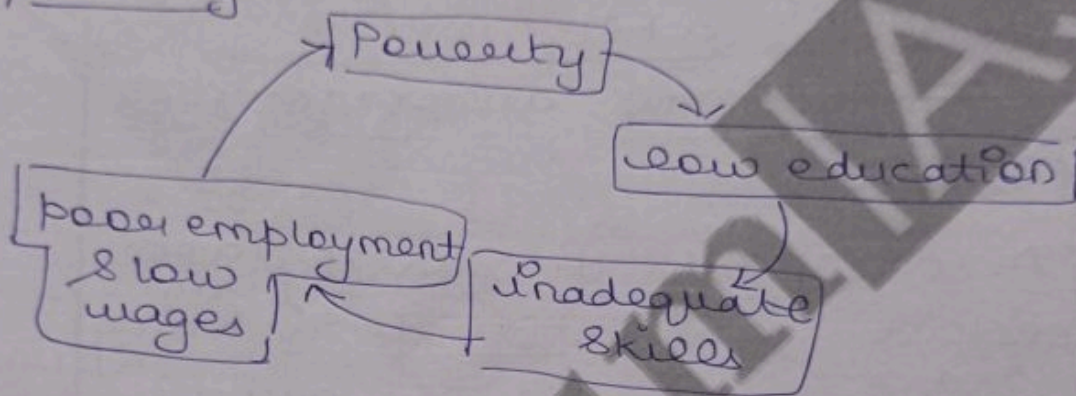 Poverty
low education
inadequate
skills
poor employment
& low
wages